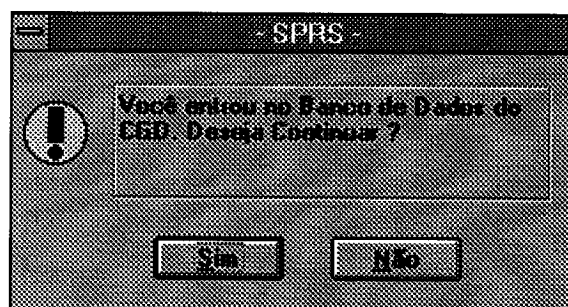 - SPRS -
Você entrou no Banco de Dados do
CGD. Deseja Continuar ?
Sim
Não